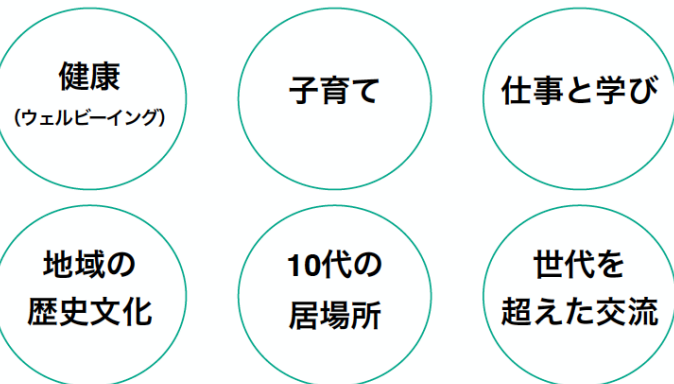 健康
（ウェルビーイング）
子育て
仕事と学び
地域の
歴史文化
10代の
居場所
世代を
超えた交流